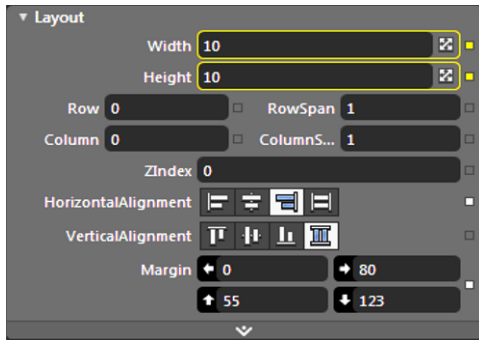 Layout
Width 10
Height 10
Row 0 RowSpan 1
Column 0 ColumnS... 1
ZIndex 0
HorizontalAlignment
VerticalAlignment
Margin 0 80
55 123